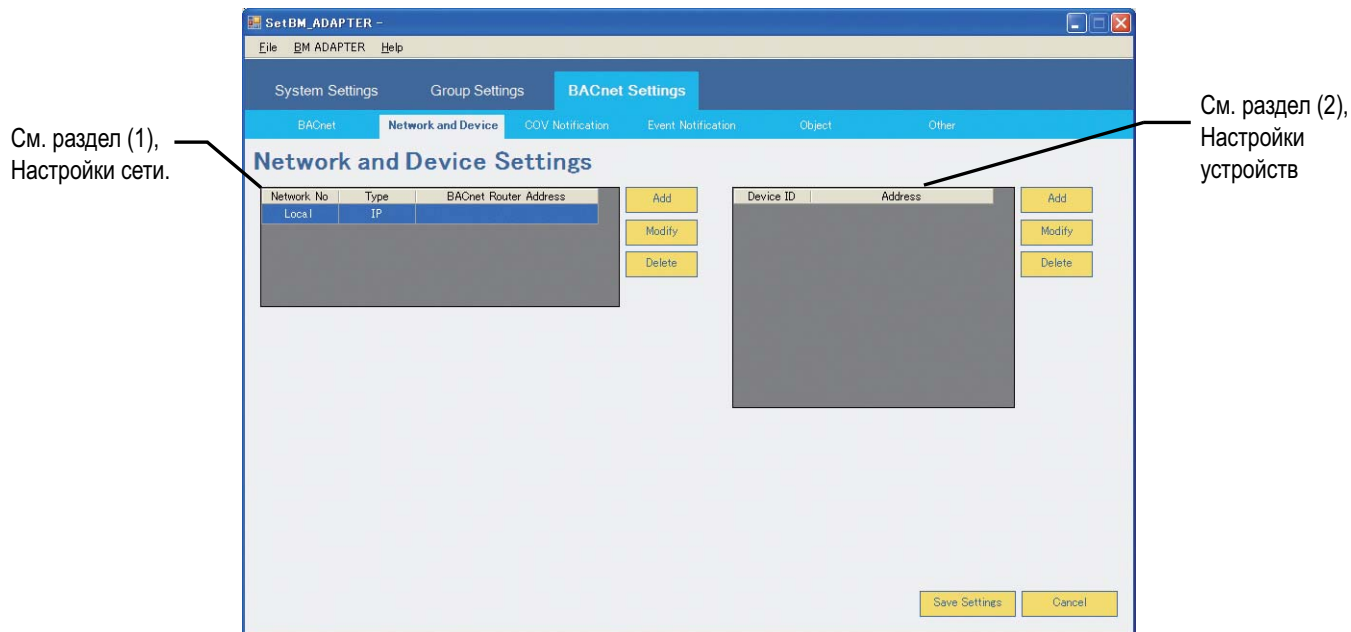 SetBM_ADAPTER -
File BM ADAPTER Help
System Settings Group Settings BACnet Settings
BACnet Network and Device COV Notification Event Notification Object Other
См. раздел (1),
Настройки сети.
См. раздел (2),
Настройки
устройств
Network and Device Settings
Network No Type BACnet Router Address
Local IP
Add
Modify
Delete
Device ID Address
Add
Modify
Delete
Save Settings Cancel